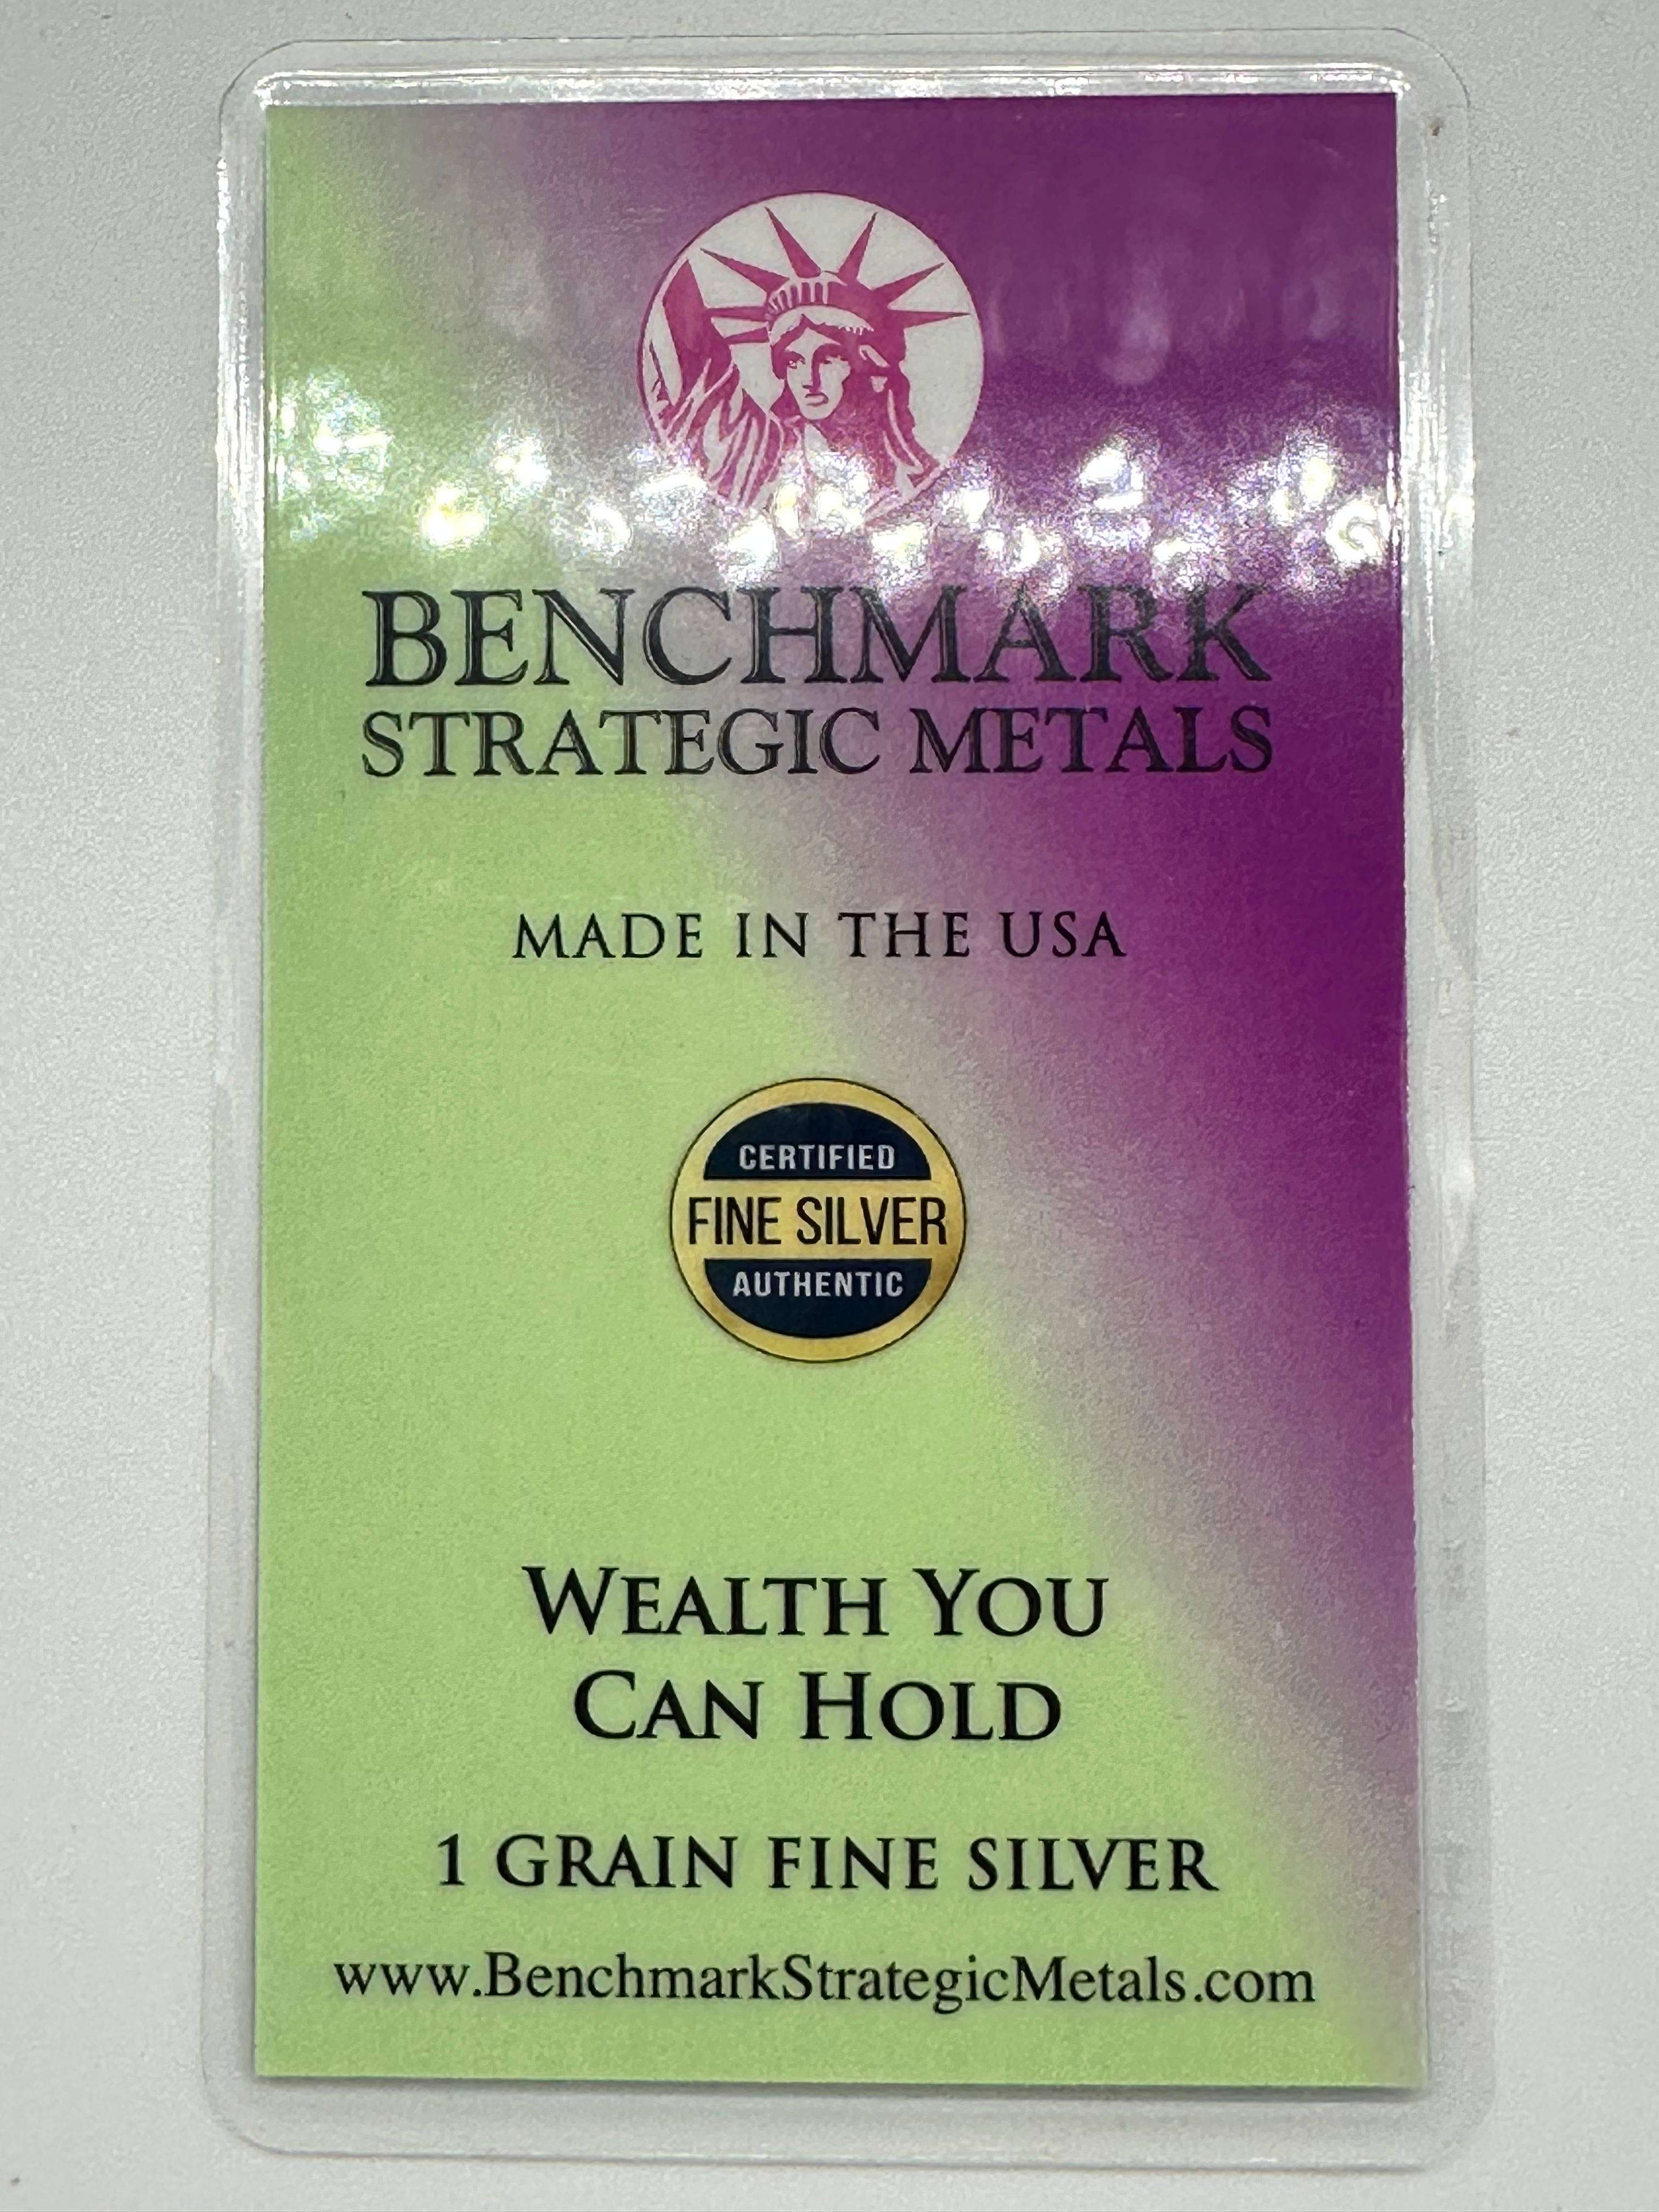 BENCHMARK
STRATEGIC METALS
MADE IN THE USA
CERTIFIED
FINE SILVER
AUTHENTIC
WEALTH YOU
CAN HOLD
1 GRAIN FINE SILVER
www.BenchmarkStrategicMetals.com